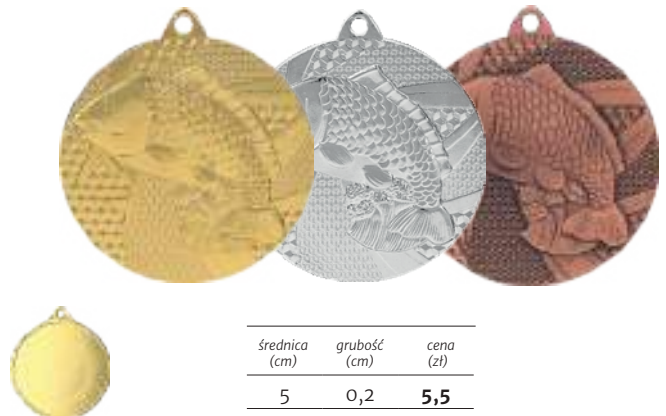 średnica grubość cena
(cm) (cm) (zł)
5 0,2 5,5